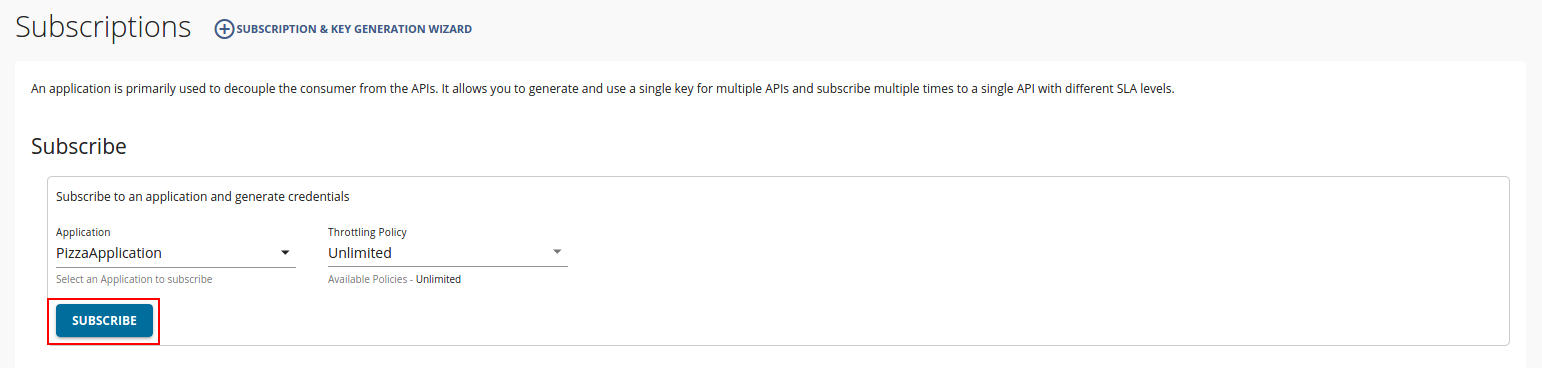 Subscriptions
SUBSCRIPTION & KEY GENERATION WIZARD
An application is primarily used to decouple the consumer from the APIs. It allows you to generate and use a single key for multiple APIs and subscribe multiple times to a single API with different SLA levels.
Subscribe
Subscribe to an application and generate credentials
Application
Throttling Policy
PizzaApplication
Unlimited
Select an Application to subscribe
Available Policies - Unlimited
SUBSCRIBE